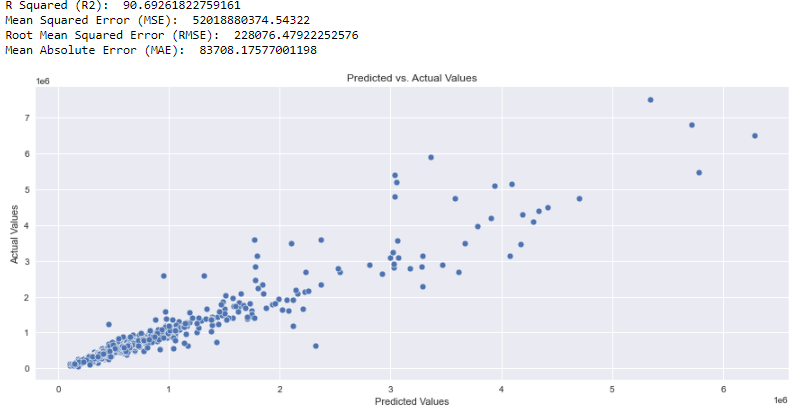 R Squared (R2):  90.69261822759161
Mean Squared Error (MSE):  52018880374.54322
Root Mean Squared Error (RMSE):  228076.47922252576
Mean Absolute Error (MAE):  83708.17577001198
1e6
Predicted vs. Actual Values
7
6
5
4
3
2
1
0
Actual Values
0 1 2 3 4 5 6
Predicted Values
1e6